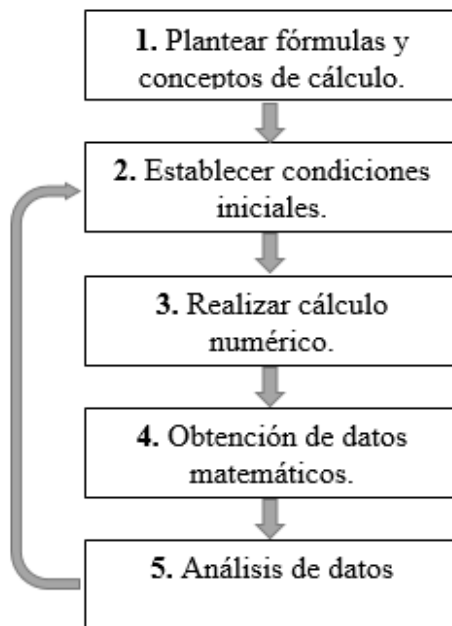 1. Plantear fórmulas y
conceptos de cálculo.
2. Establecer condiciones
iniciales.
3. Realizar cálculo
numérico.
4. Obtención de datos
matemáticos.
5. Análisis de datos